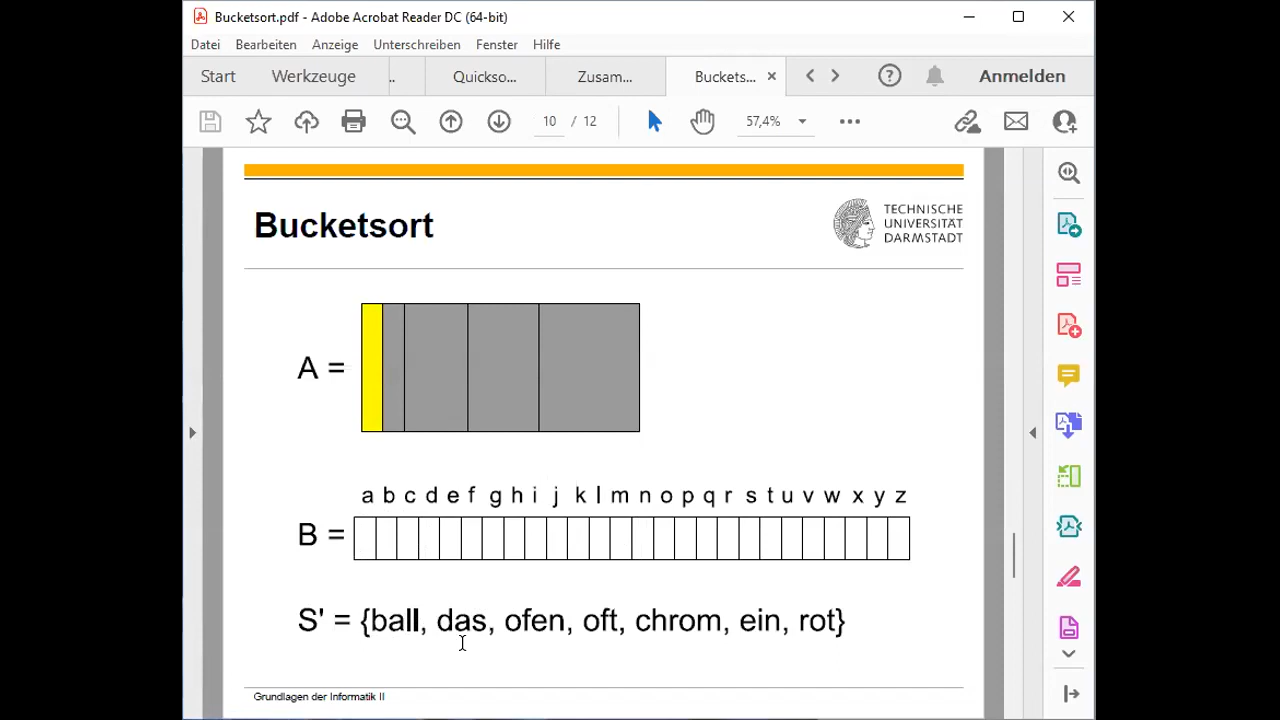 Bucketsort.pdf - Adobe Acrobat Reader DC (64-bit)
Datei Bearbeiten Anzeige Unterschreiben Fenster Hilfe
Start Werkzeuge .. Quickso... Zusam... Buckets... Anmelden
10 / 12 57,4%
Bucketsort
TECHNISCHE
UNIVERSITÄT
DARMSTADT
A =
a b c d e f g h i j k l m n o p q r s t u v w x y z
B =
S' = {ball, das, ofen, oft, chrom, ein, rot}
Grundlagen der Informatik II